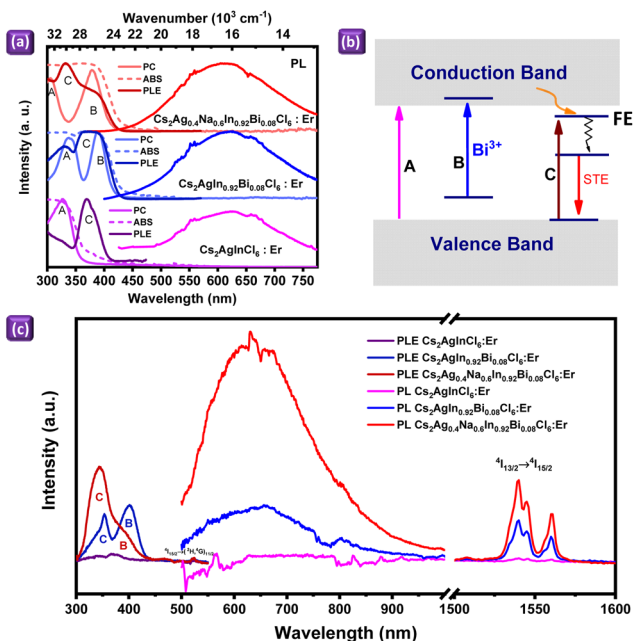 Wavenumber (10³ cm⁻¹)
32 28 26 24 22 20 18 16 14
(a)
PL
A
C
B
PC
ABS
PLE
Cs₂Ag₀.₄Na₀.₆In₀.₉₂Bi₀.₀₈Cl₆ : Er
A
C
B
PC
ABS
PLE
Cs₂AgIn₀.₉₂Bi₀.₀₈Cl₆ : Er
A
C
PC
ABS
PLE
Cs₂AgInCl₆ : Er
Intensity (a. u.)
300 350 400 450 500 550 600 650 700 750
Wavelength (nm)
(b)
Conduction Band
FE
Bi³⁺
A
B
C
STE
Valence Band
(c)
PLE Cs₂AgInCl₆:Er
PLE Cs₂AgIn₀.₉₂Bi₀.₀₈Cl₆:Er
PLE Cs₂Ag₀.₄Na₀.₆In₀.₉₂Bi₀.₀₈Cl₆:Er
PL Cs₂AgInCl₆:Er
PL Cs₂AgIn₀.₉₂Bi₀.₀₈Cl₆:Er
PL Cs₂Ag₀.₄Na₀.₆In₀.₉₂Bi₀.₀₈Cl₆:Er
⁴I₁₃/₂→⁴I₁₅/₂
C
C
B
B
Intensity (a.u.)
300 400 500 600 700 800 900 1500 1550 1600
Wavelength (nm)